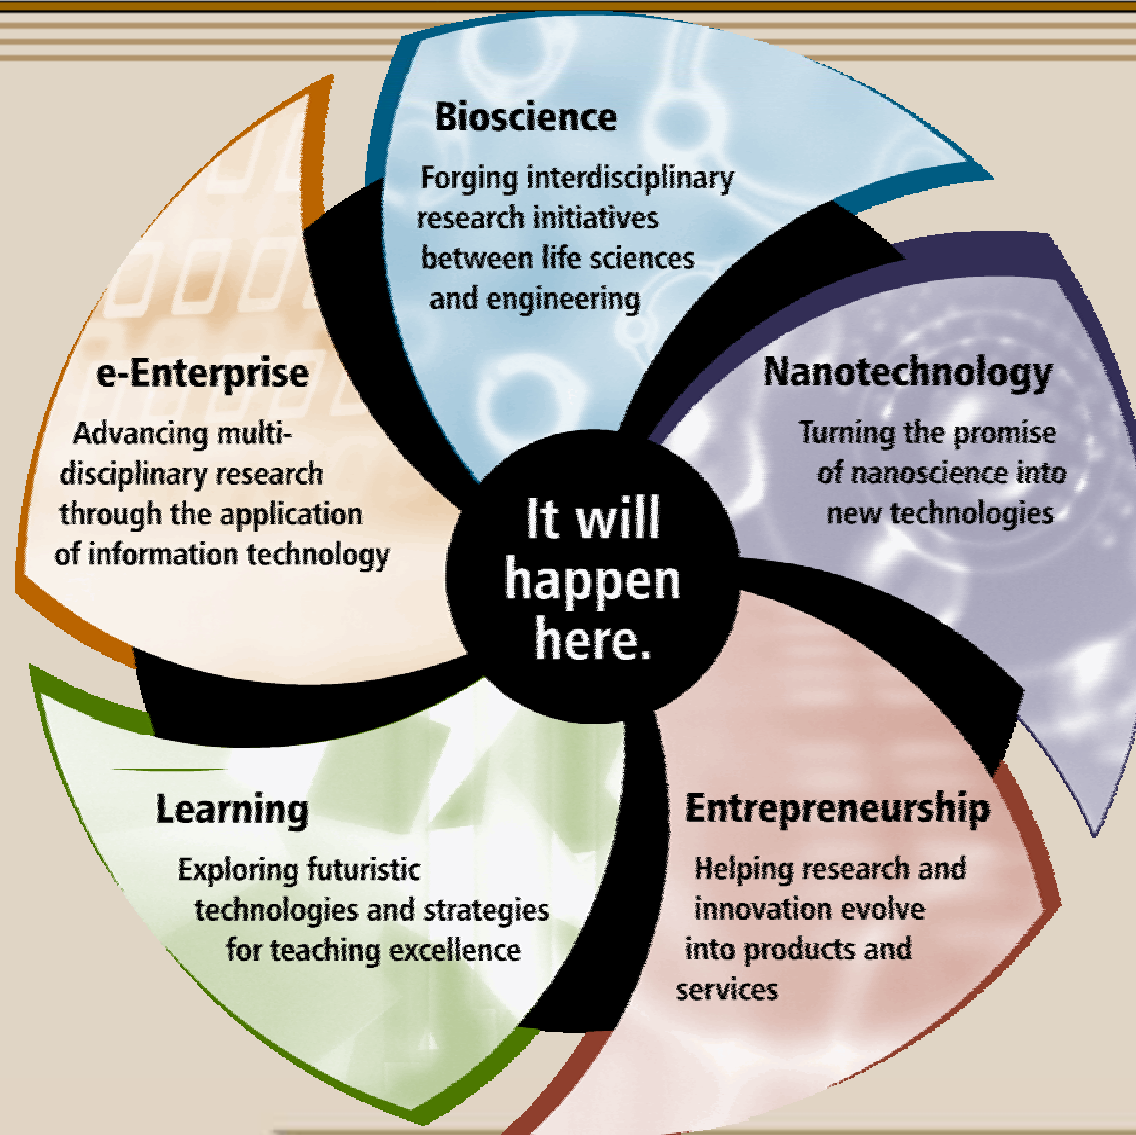 Bioscience
Forging interdisciplinary
research initiatives
between life sciences
and engineering
Nanotechnology
Turning the promise
of nanoscience into
new technologies
e-Enterprise
Advancing multi-
disciplinary research
through the application
of information technology
It will
happen
here.
Learning
Exploring futuristic
technologies and strategies
for teaching excellence
Entrepreneurship
Helping research and
innovation evolve
into products and
services